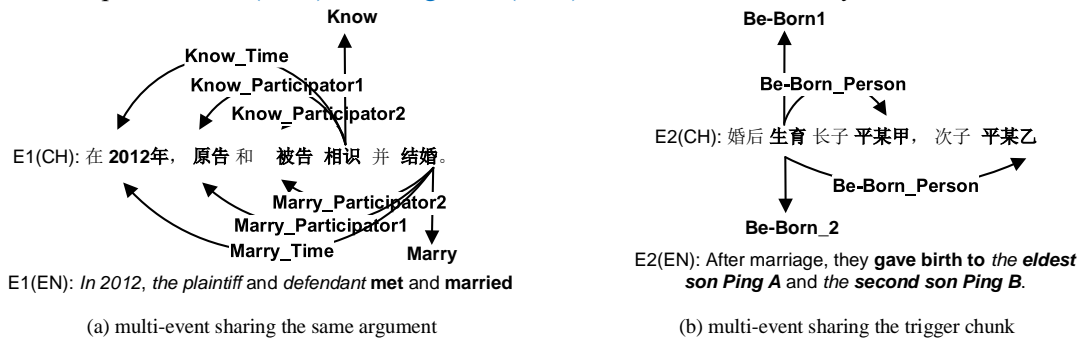 Know
Know_Time
Know_Participator1
Know_Participator2
E1(CH): 在 2012年， 原告 和 被告 相识 并 结婚。
Marry_Participator2
Marry_Participator1
Marry_Time
Marry
E1(EN): In 2012, the plaintiff and defendant met and married
(a) multi-event sharing the same argument
Be-Born1
Be-Born_Person
E2(CH): 婚后 生育 长子 平某甲， 次子 平某乙
Be-Born_Person
Be-Born_2
E2(EN): After marriage, they gave birth to the eldest
son Ping A and the second son Ping B.
(b) multi-event sharing the trigger chunk